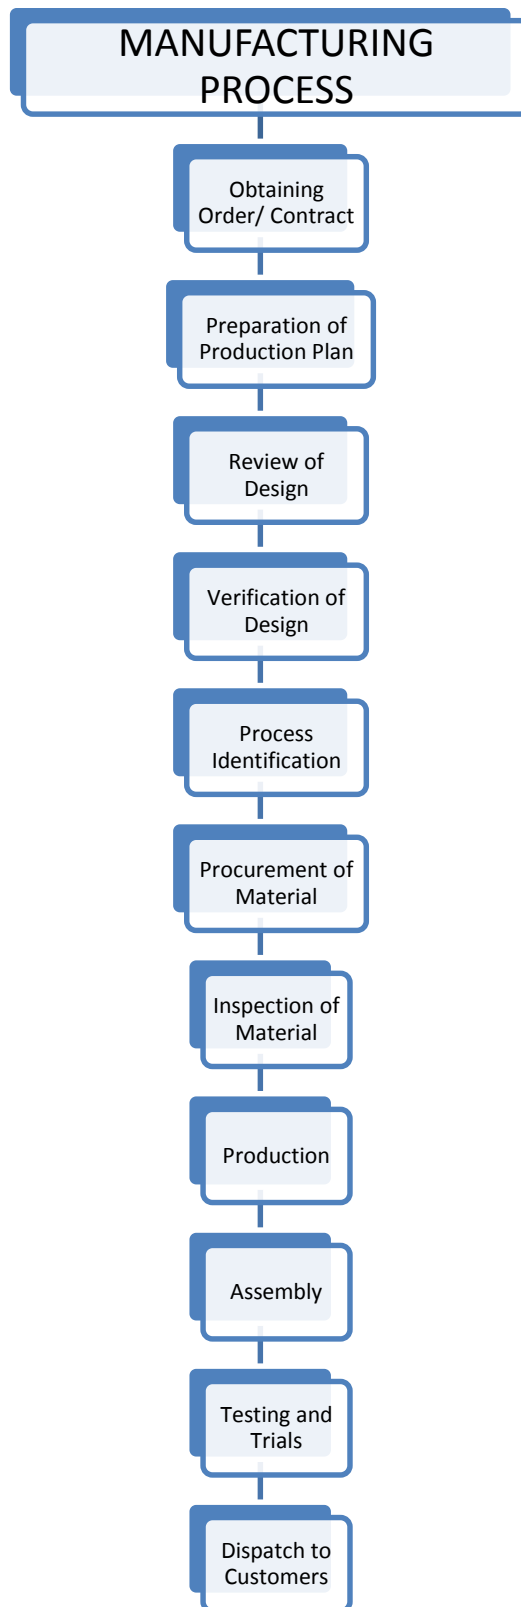 MANUFACTURING
PROCESS
Obtaining
Order/ Contract
Preparation of
Production Plan
Review of
Design
Verification of
Design
Process
Identification
Procurement of
Material
Inspection of
Material
Production
Assembly
Testing and
Trials
Dispatch to
Customers